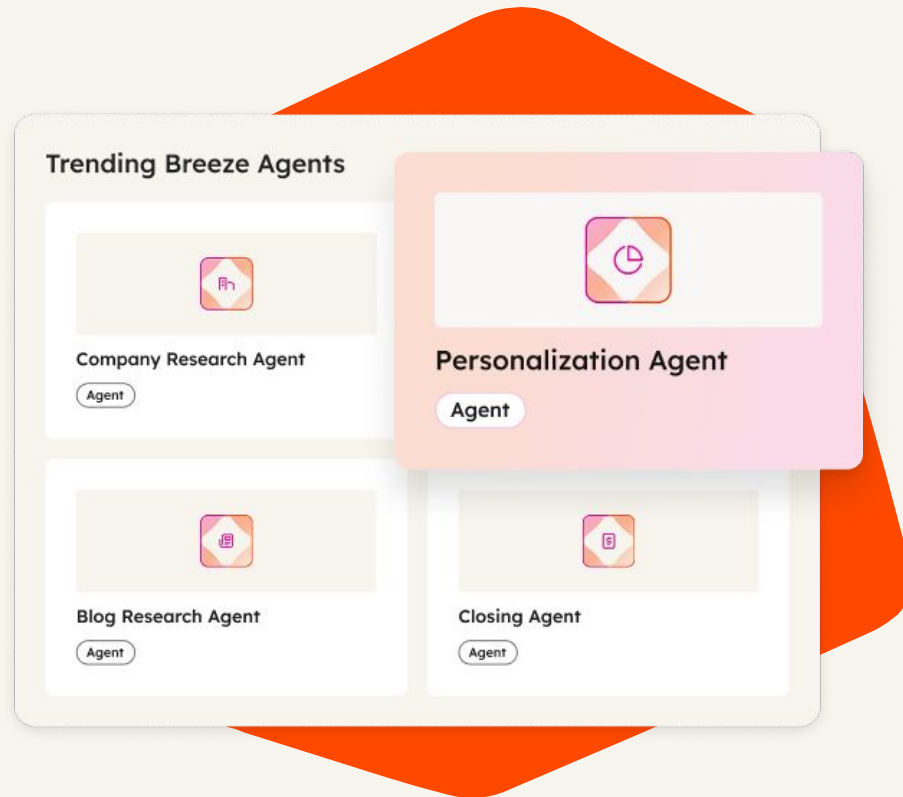 Trending Breeze Agents
Company Research Agent
Agent
Personalization Agent
Agent
Blog Research Agent
Agent
Closing Agent
Agent